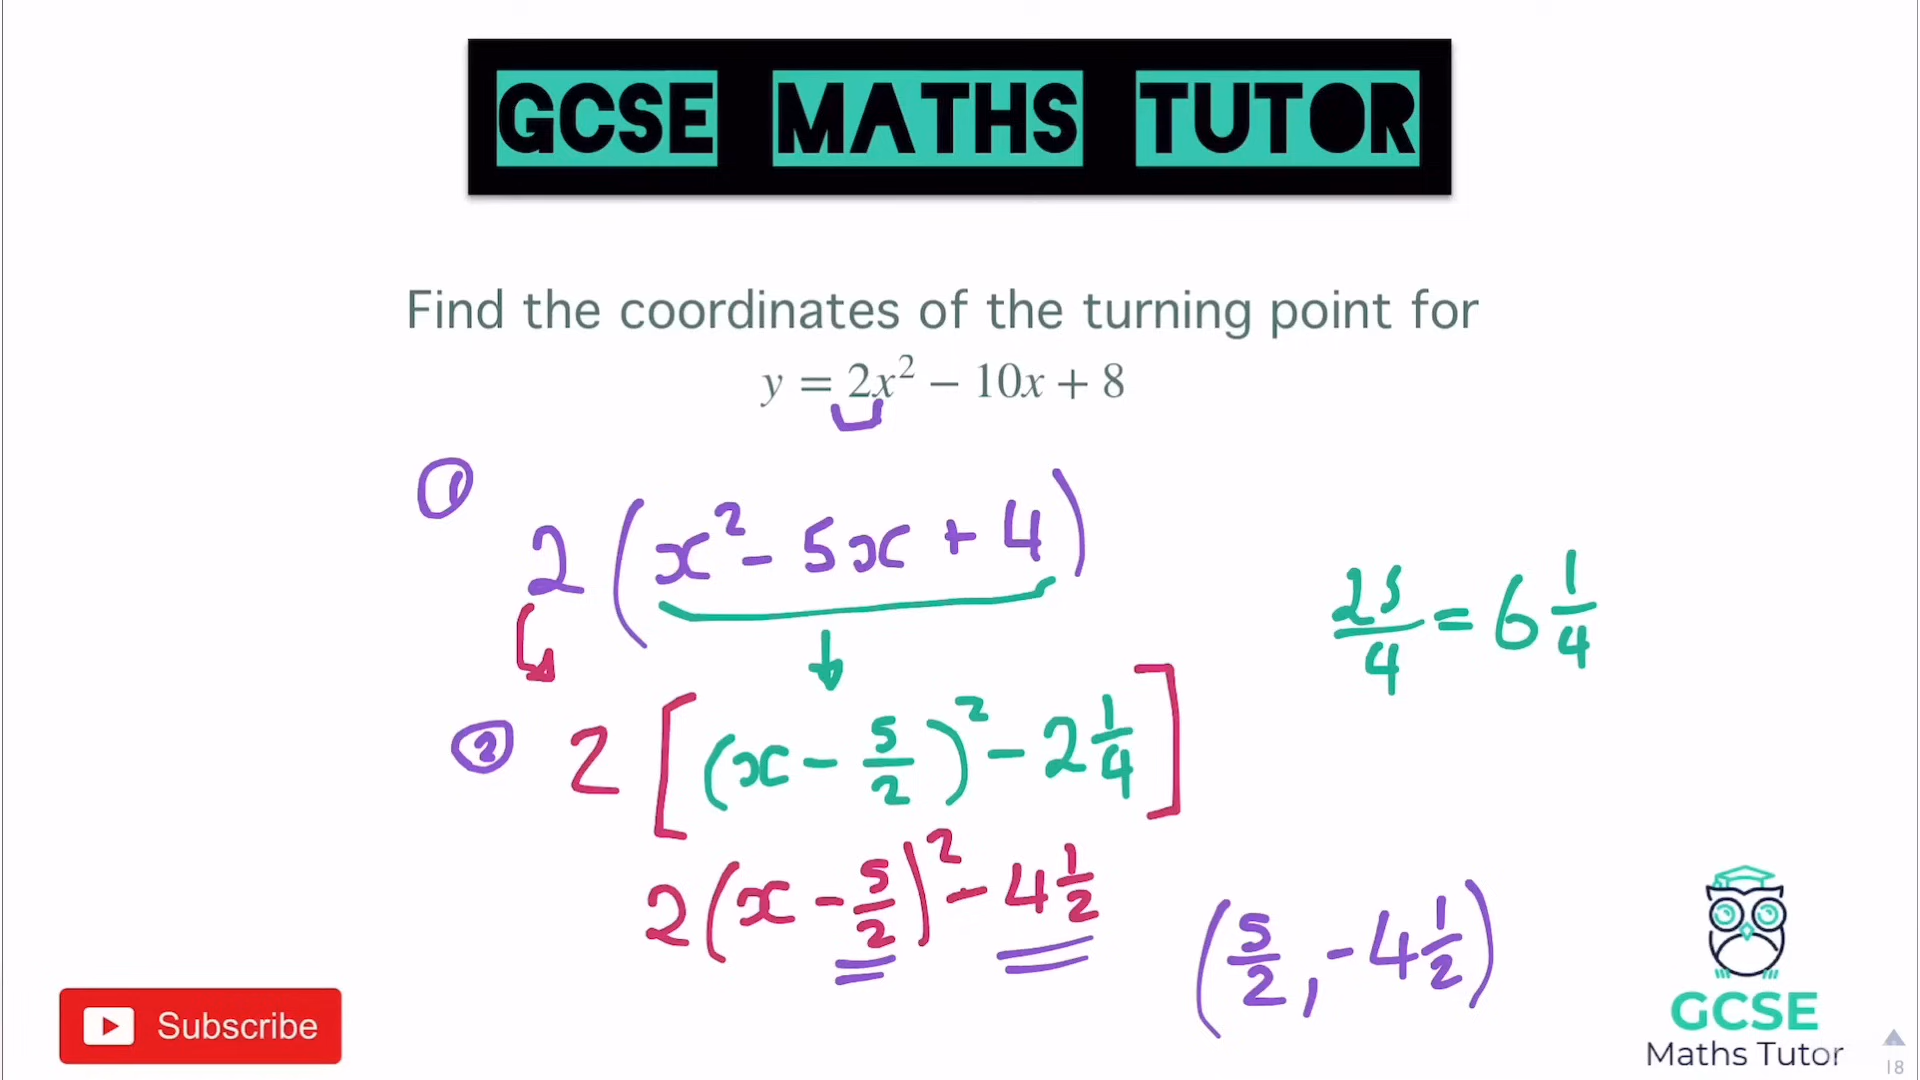 GCSE MATHS TUTOR
Find the coordinates of the turning point for
y = 2x² − 10x + 8
①
2(x² - 5x + 4)
25/4 = 6 1/4
② 2[(x - 5/2)² - 2 1/4]
2(x - 5/2)² - 4 1/2
(5/2, -4 1/2)
Subscribe
GCSE
Maths Tutor
18